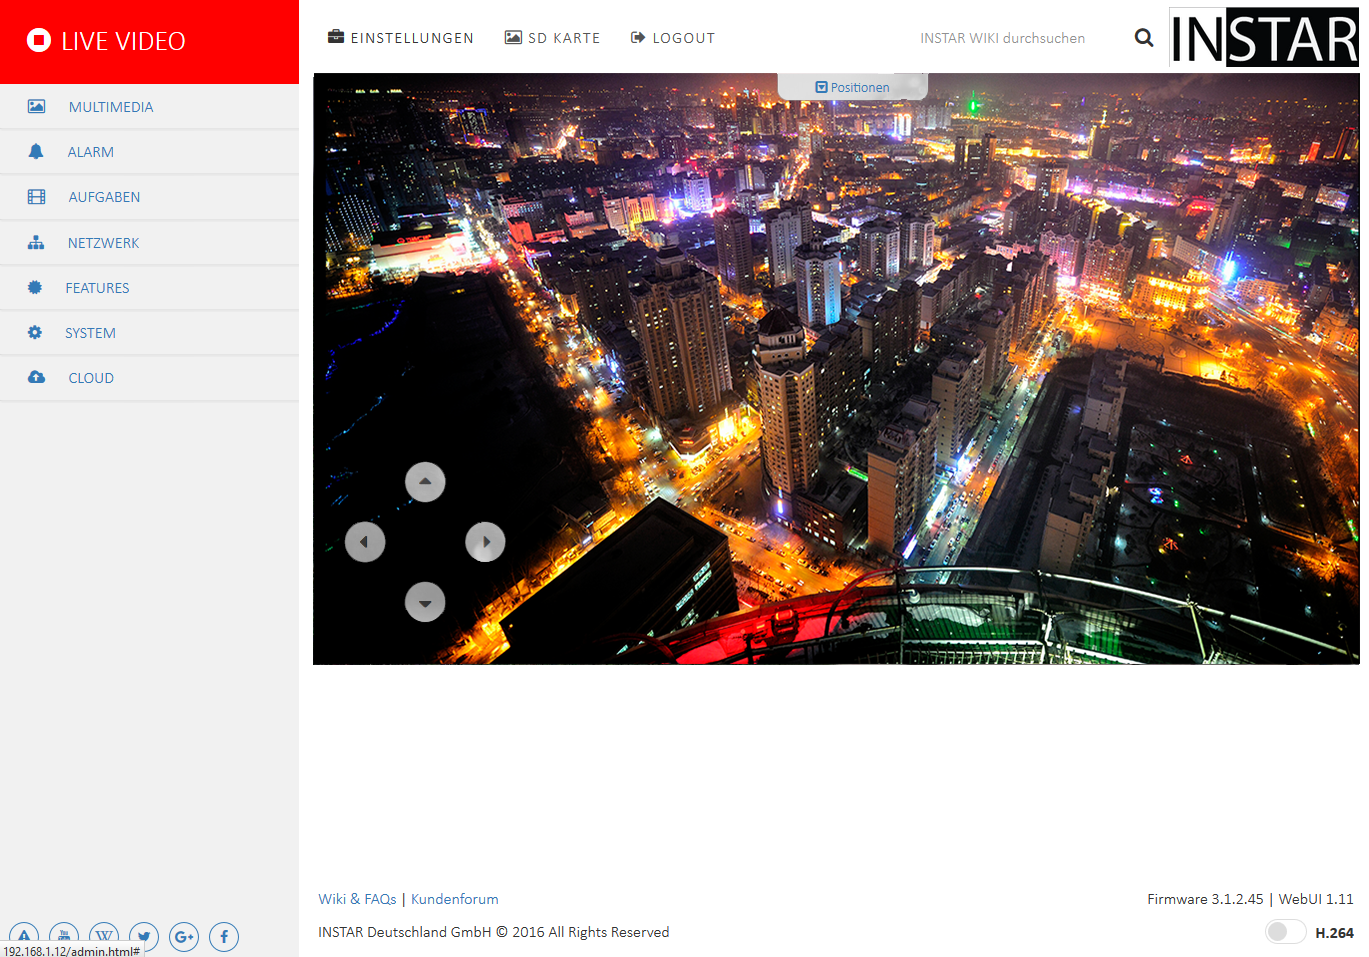 LIVE VIDEO
EINSTELLUNGEN SD KARTE LOGOUT INSTAR WIKI durchsuchen INSTAR
Positionen
MULTIMEDIA
ALARM
AUFGABEN
NETZWERK
FEATURES
SYSTEM
CLOUD
Wiki & FAQs | Kundenforum
Firmware 3.1.2.45 | WebUI 1.11
INSTAR Deutschland GmbH © 2016 All Rights Reserved
H.264
192.168.1.12/admin.html#